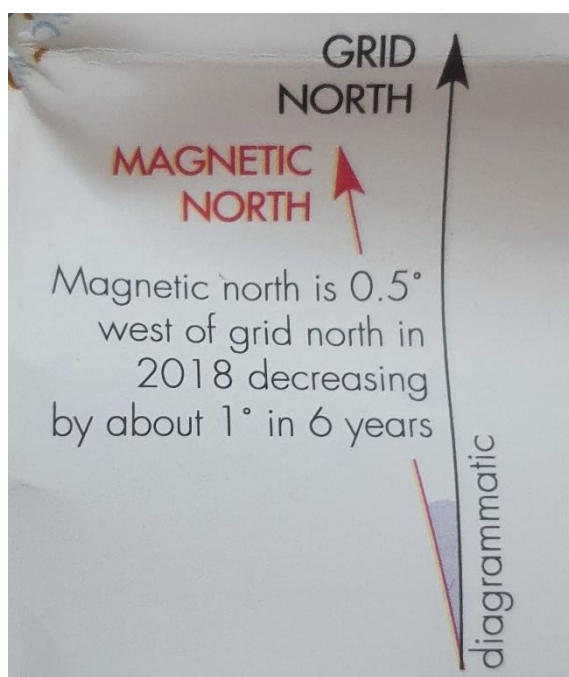 GRID
NORTH
MAGNETIC
NORTH
Magnetic north is 0.5°
west of grid north in
2018 decreasing
by about 1° in 6 years
diagrammatic